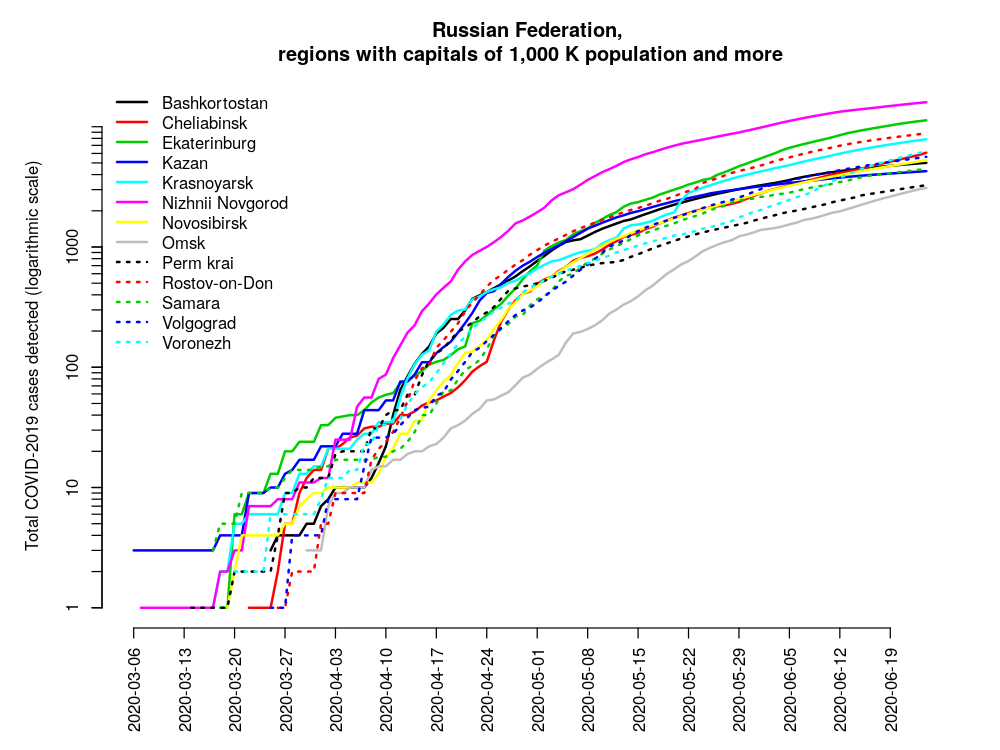 Russian Federation,
regions with capitals of 1,000 K population and more
Bashkortostan
Cheliabinsk
Ekaterinburg
Kazan
Krasnoyarsk
Nizhnii Novgorod
Novosibirsk
Omsk
Perm krai
Rostov-on-Don
Samara
Volgograd
Voronezh
Total COVID-2019 cases detected (logarithmic scale)
1000
100
10
1
2020-03-06
2020-03-13
2020-03-20
2020-03-27
2020-04-03
2020-04-10
2020-04-17
2020-04-24
2020-05-01
2020-05-08
2020-05-15
2020-05-22
2020-05-29
2020-06-05
2020-06-12
2020-06-19